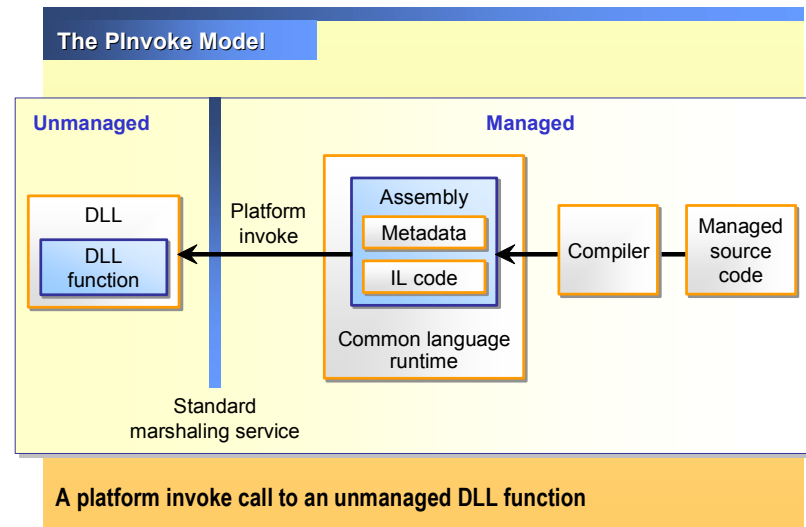 The PInvoke Model
Unmanaged
Managed
DLL
DLL
function
Platform
invoke
Assembly
Metadata
IL code
Common language
runtime
Compiler
Managed
source
code
Standard
marshaling service
A platform invoke call to an unmanaged DLL function